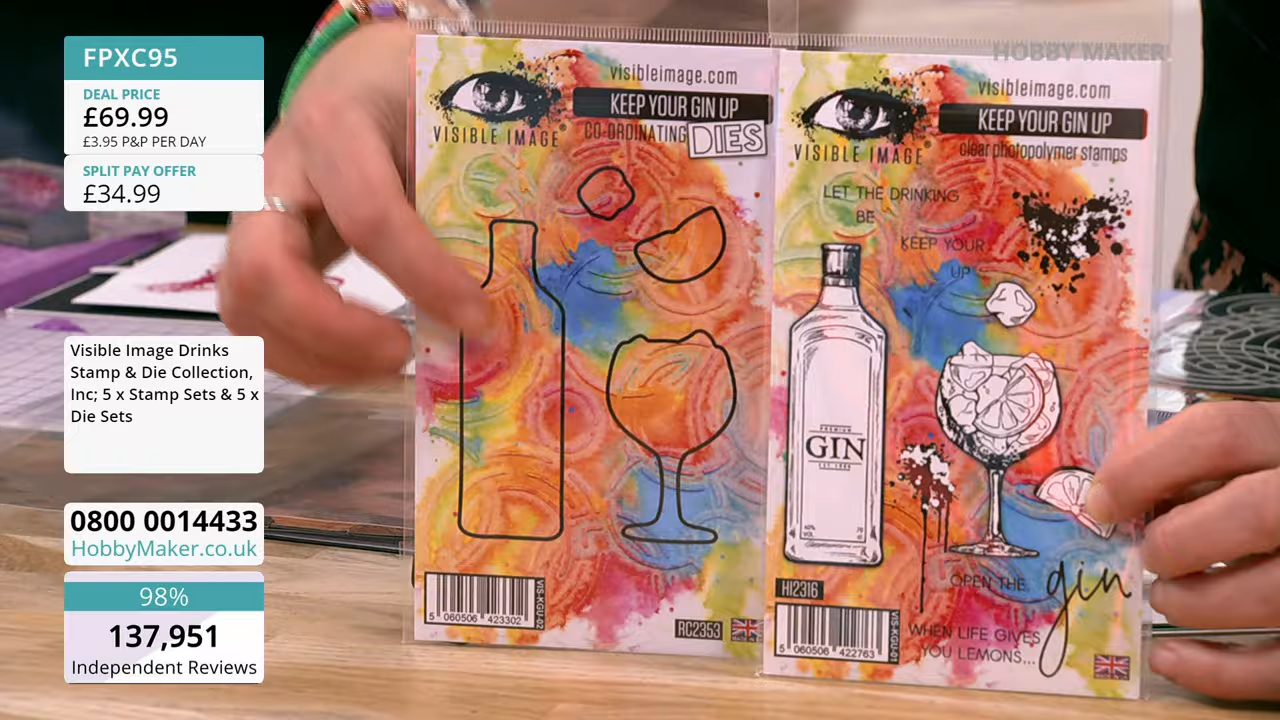 FPXC95
DEAL PRICE
£69.99
£3.95 P&P PER DAY
SPLIT PAY OFFER
£34.99
Visible Image Drinks
Stamp & Die Collection,
Inc; 5 x Stamp Sets & 5 x
Die Sets
0800 0014433
HobbyMaker.co.uk
98%
137,951
Independent Reviews
HOBBY MAKER
visibleimage.com
KEEP YOUR GIN UP
CO-ORDINATING DIES
VISIBLE IMAGE®
5 060506 423302
VIS-KGU-02
RC2353
visibleimage.com
KEEP YOUR GIN UP
clear photopolymer stamps
VISIBLE IMAGE®
LET THE DRINKING
BE
KEEP YOUR
UP
PREMIUM
GIN
HI2316
5 060506 422763
VIS-KGU-01
OPEN THE
gin
WHEN LIFE GIVES
YOU LEMONS...